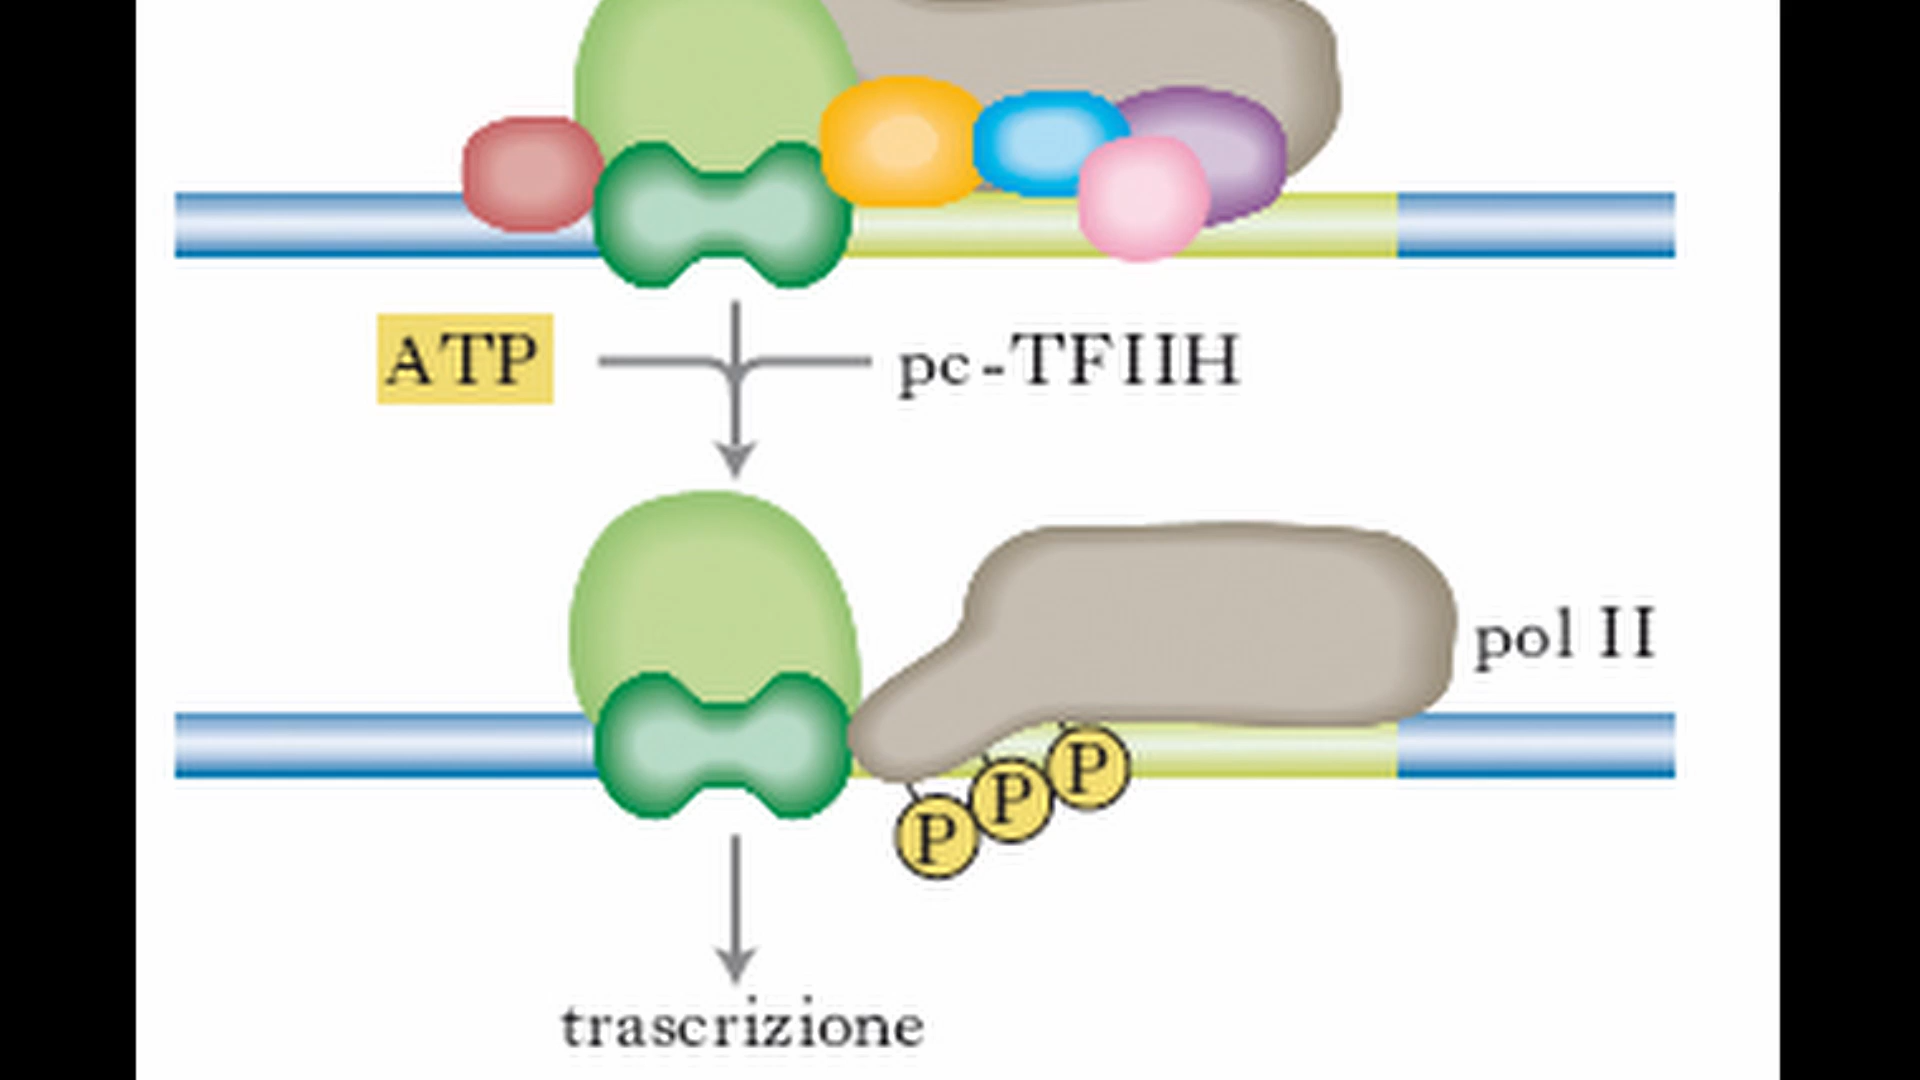 ATP
pc-TFIIH
pol II
P
P
P
trascrizione